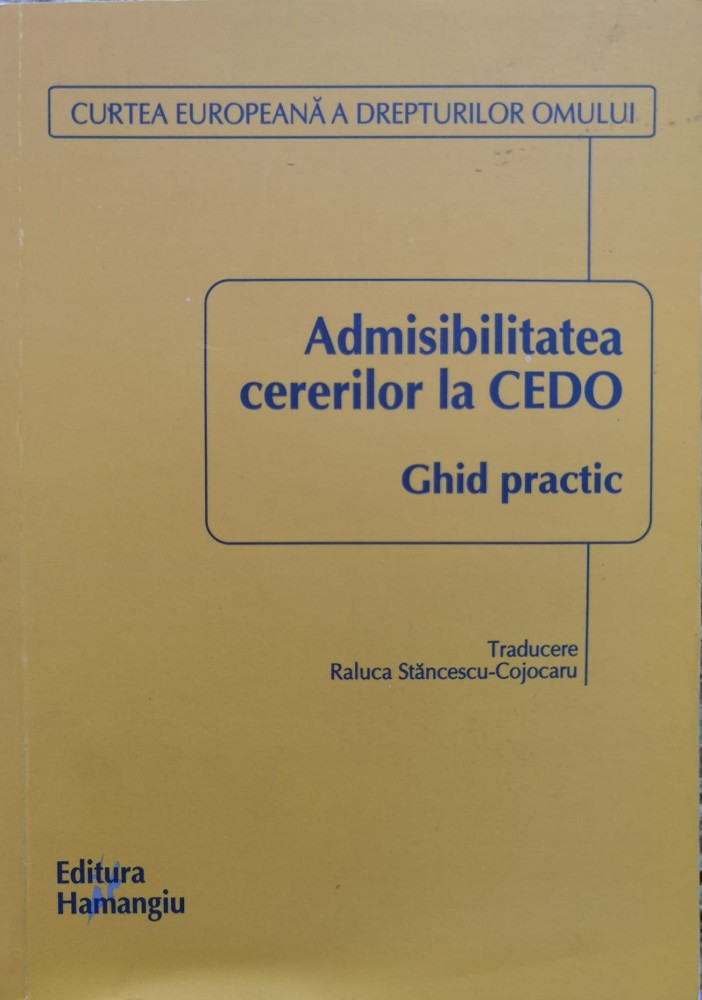 CURTEA EUROPEANĂ A DREPTURILOR OMULUI
Admisibilitatea
cererilor la CEDO
Ghid practic
Traducere
Raluca Stăncescu-Cojocaru
Editura
Hamangiu